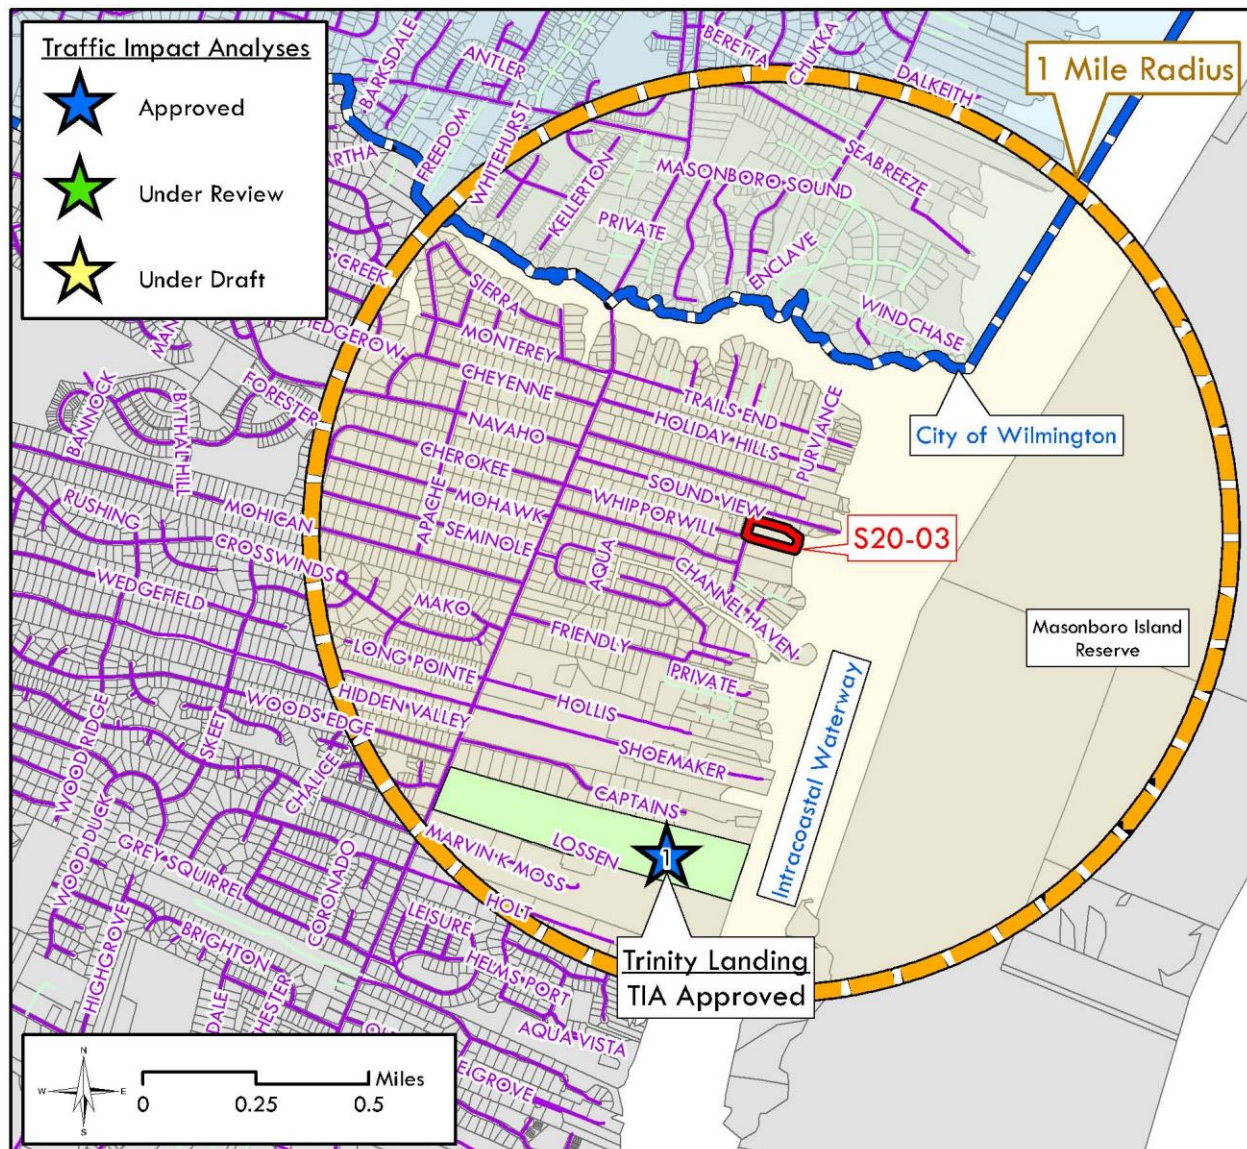 Traffic Impact Analyses
Approved
Under Review
Under Draft
1 Mile Radius
BARKSDALE
ANTLER
BERETTA
CHUKKA
DALKEITH
FREEDOM
WHITEHURST
KELLERTON
MASONBORO SOUND
SEABREEZE
PRIVATE
ENCLAVE
WINDCHASE
CREEK
SIERRA
HEDGEROW
MONTEREY
CHEYENNE
TRAILS END
PURVIANCE
City of Wilmington
BANNOCK
BYTHAL HILL
FORESTER
NAVAHO
HOLIDAY HILLS
CHEROKEE
SOUND VIEW
RUSHING
MOHICAN
APACHE
MOHAWK
WHIPPORWILL
S20-03
CROSSWINDS
SEMINOLE
AQUA
CHANNEL HAVEN
WEDGEFIELD
MAKO
FRIENDLY
Masonboro Island
Reserve
LONG POINTE
PRIVATE
HIDDEN VALLEY
HOLLIS
WOOD RIDGE
SKEET
WOODS EDGE
SHOEMAKER
Intracoastal Waterway
CHALICE
CAPTAINS
WOOD DUCK
GREY SQUIRREL
CORONADO
MARVIN K MOSS
LOSSEN
1
HOLT
HIGHGROVE
BRIGHTON
LEISURE
HELMS PORT
Trinity Landing
TIA Approved
AQUA VISTA
N
W
E
S
Miles
0
0.25
0.5